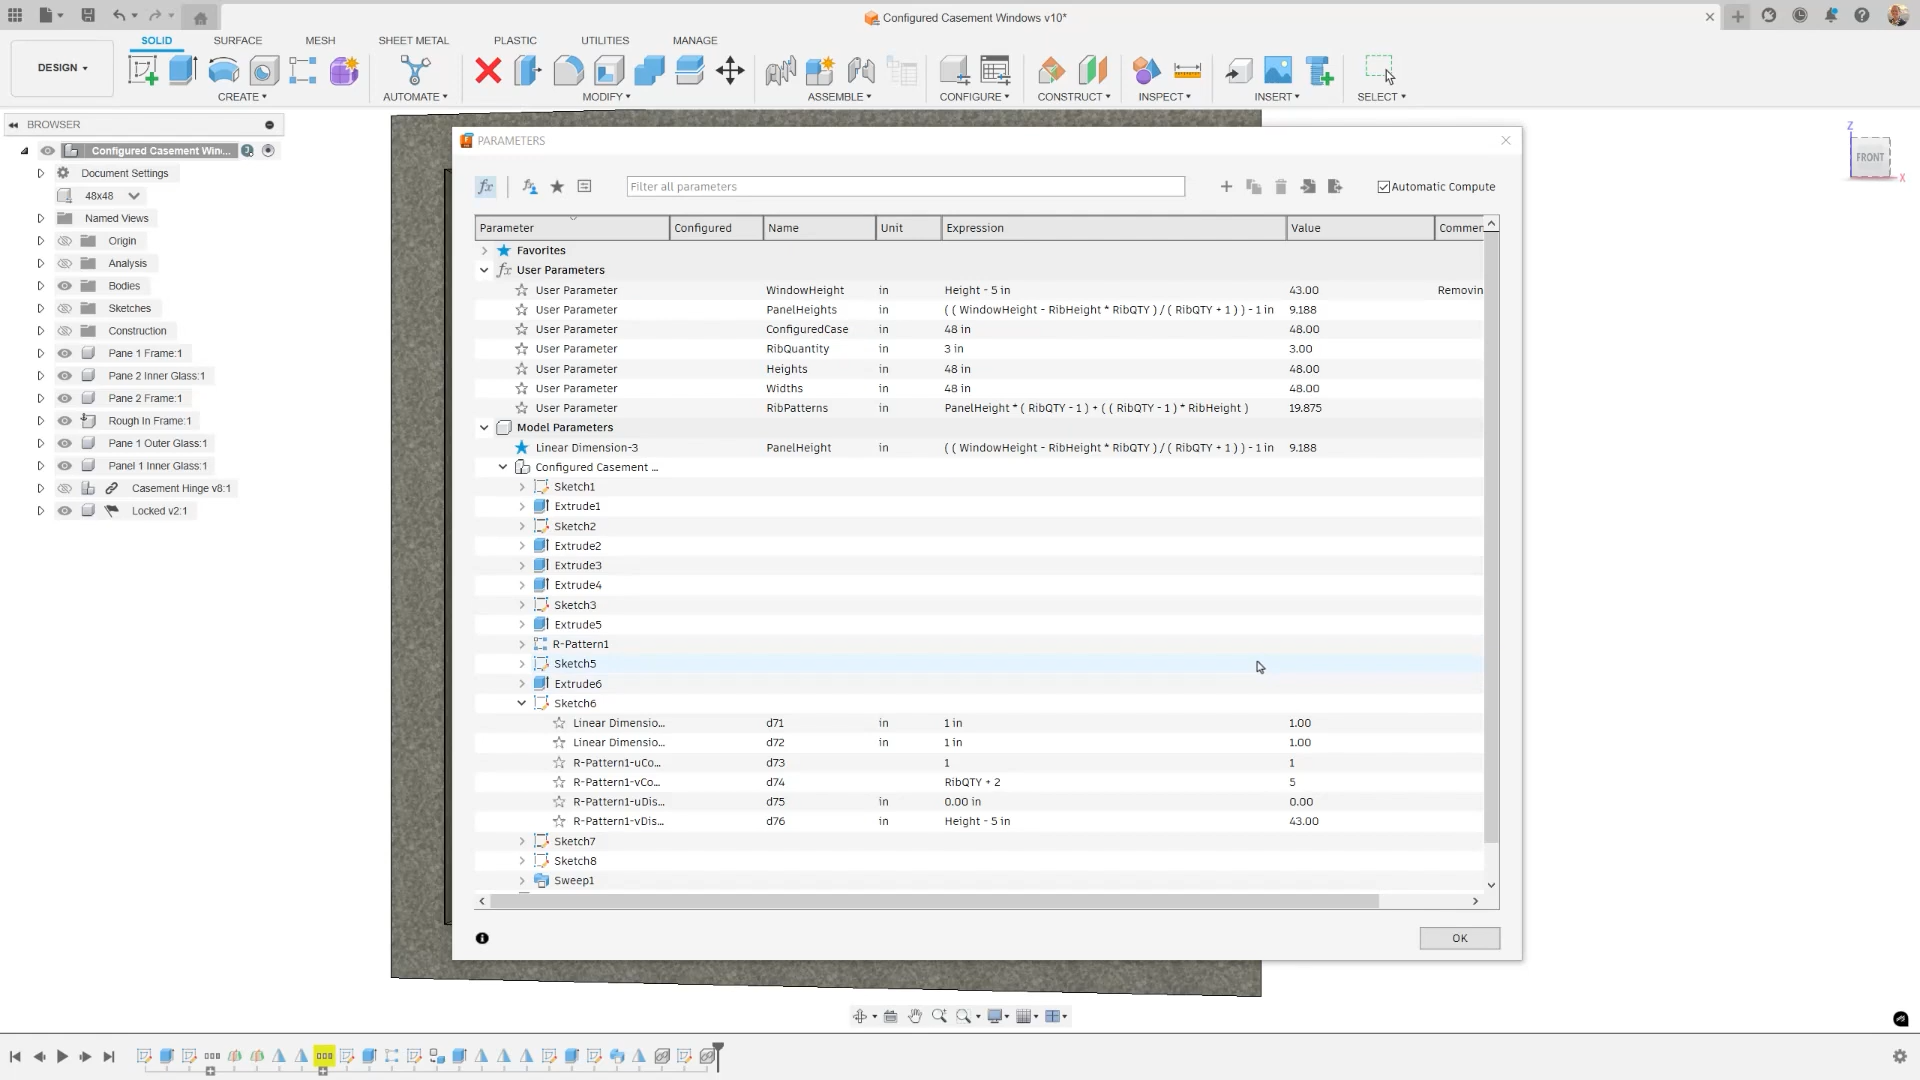 Configured Casement Windows v10*
DESIGN
SOLID
SURFACE
MESH
SHEET METAL
PLASTIC
UTILITIES
MANAGE
CREATE
AUTOMATE
MODIFY
ASSEMBLE
CONFIGURE
CONSTRUCT
INSPECT
INSERT
SELECT
BROWSER
Configured Casement Win...
Document Settings
48x48
Named Views
Origin
Analysis
Bodies
Sketches
Construction
Pane 1 Frame:1
Pane 2 Inner Glass:1
Pane 2 Frame:1
Rough In Frame:1
Pane 1 Outer Glass:1
Panel 1 Inner Glass:1
Casement Hinge v8:1
Locked v2:1
Z
FRONT
X
PARAMETERS
fx
Filter all parameters
Automatic Compute
Parameter Configured Name Unit Expression Value Commen
Favorites
fx User Parameters
User Parameter WindowHeight in Height - 5 in 43.00 Removin
User Parameter PanelHeights in ( ( WindowHeight - RibHeight * RibQTY ) / ( RibQTY + 1 ) ) - 1 in 9.188
User Parameter ConfiguredCase in 48 in 48.00
User Parameter RibQuantity in 3 in 3.00
User Parameter Heights in 48 in 48.00
User Parameter Widths in 48 in 48.00
User Parameter RibPatterns in PanelHeight * ( RibQTY - 1 ) + ( ( RibQTY - 1 ) * RibHeight ) 19.875
Model Parameters
Linear Dimension-3 PanelHeight in ( ( WindowHeight - RibHeight * RibQTY ) / ( RibQTY + 1 ) ) - 1 in 9.188
Configured Casement ...
Sketch1
Extrude1
Sketch2
Extrude2
Extrude3
Extrude4
Sketch3
Extrude5
R-Pattern1
Sketch5
Extrude6
Sketch6
Linear Dimensio... d71 in 1 in 1.00
Linear Dimensio... d72 in 1 in 1.00
R-Pattern1-uCo... d73 1 1
R-Pattern1-vCo... d74 RibQTY + 2 5
R-Pattern1-uDis... d75 in 0.00 in 0.00
R-Pattern1-vDis... d76 in Height - 5 in 43.00
Sketch7
Sketch8
Sweep1
OK